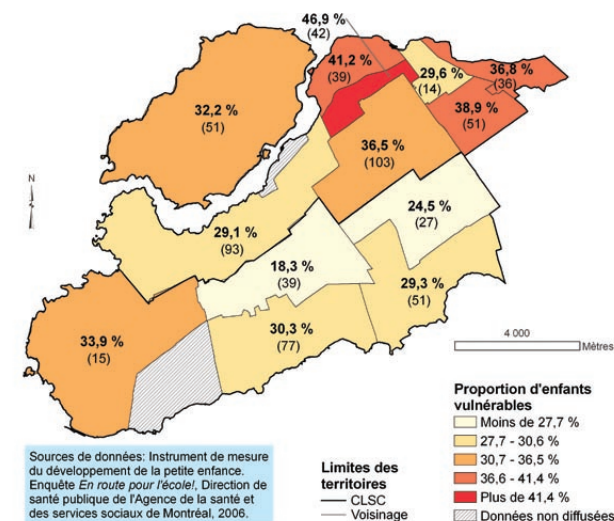 46,9 %
(42)
41,2 %
(39)
29,6 %
(14)
36,8 %
(36)
38,9 %
(51)
32,2 %
(51)
36,5 %
(103)
N
24,5 %
(27)
29,1 %
(93)
18,3 %
(39)
29,3 %
(51)
33,9 %
(15)
30,3 %
(77)
4 000
Mètres
Proportion d'enfants
vulnérables
Moins de 27,7 %
27,7 - 30,6 %
30,7 - 36,5 %
36,6 - 41,4 %
Plus de 41,4 %
Données non diffusées
Limites des
territoires
CLSC
Voisinage
Sources de données: Instrument de mesure
du développement de la petite enfance.
Enquête En route pour l'école!, Direction de
santé publique de l'Agence de la santé et
des services sociaux de Montréal, 2006.